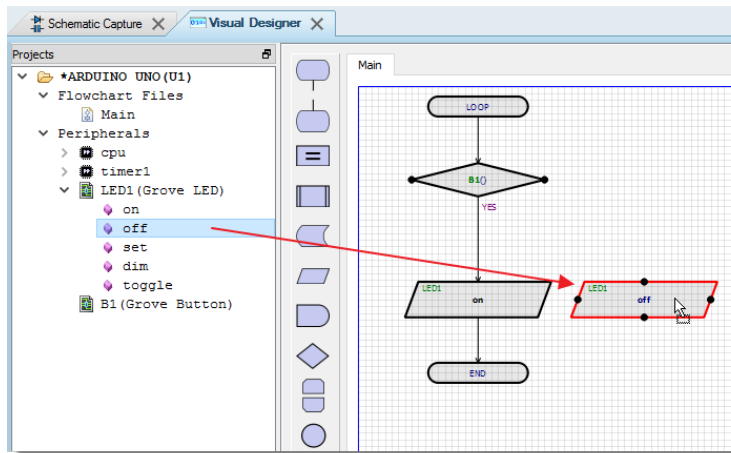 Schematic Capture
Visual Designer
Projects
*ARDUINO UNO(U1)
Flowchart Files
Main
Peripherals
cpu
timer1
LED1(Grove LED)
on
off
set
dim
toggle
B1(Grove Button)
Main
LOOP
B1()
YES
LED1
on
LED1
off
END